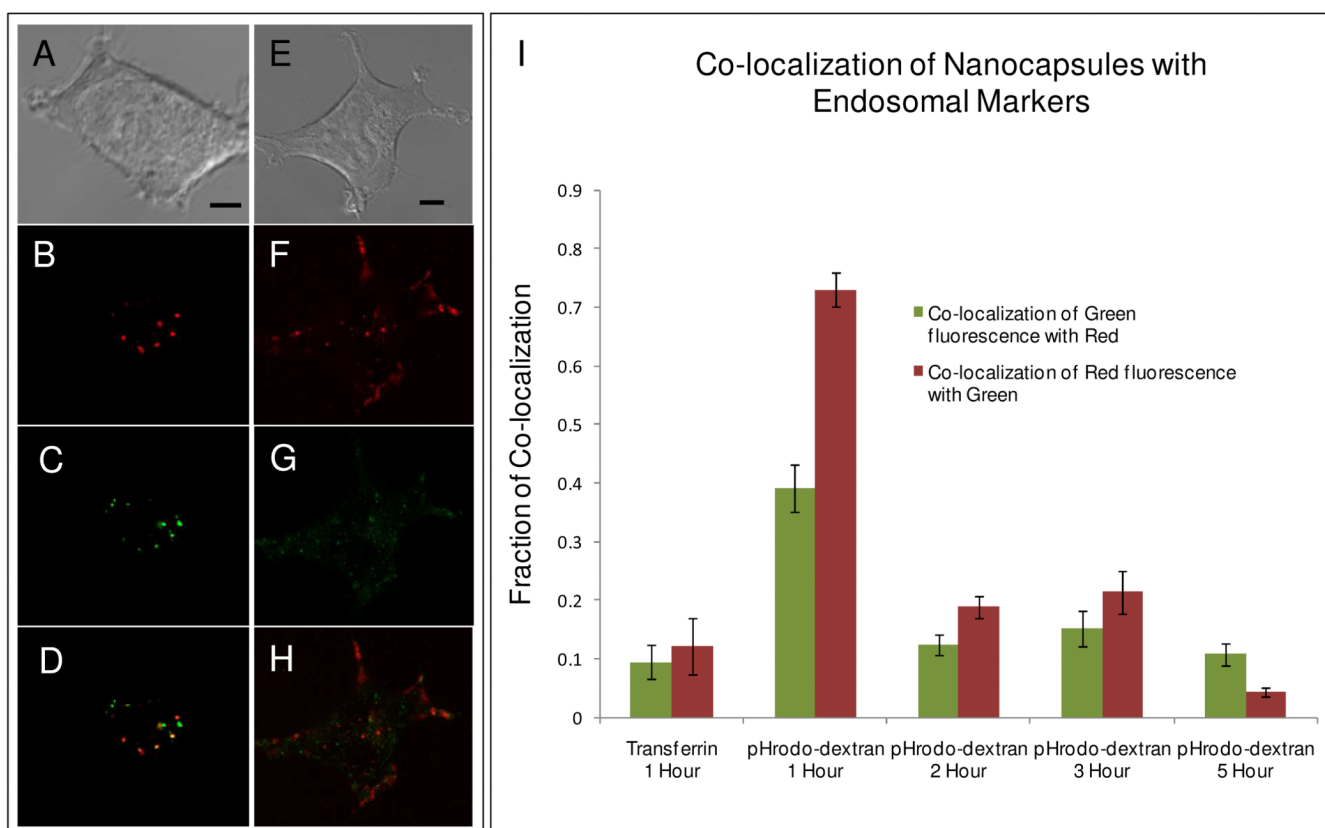 A
E
B
F
C
G
D
H
I
Co-localization of Nanocapsules with
Endosomal Markers
Fraction of Co-localization
0.9
0.8
0.7
0.6
0.5
0.4
0.3
0.2
0.1
0
Co-localization of Green
fluorescence with Red
Co-localization of Red fluorescence
with Green
Transferrin
1 Hour
pHrodo-dextran
1 Hour
pHrodo-dextran
2 Hour
pHrodo-dextran
3 Hour
pHrodo-dextran
5 Hour